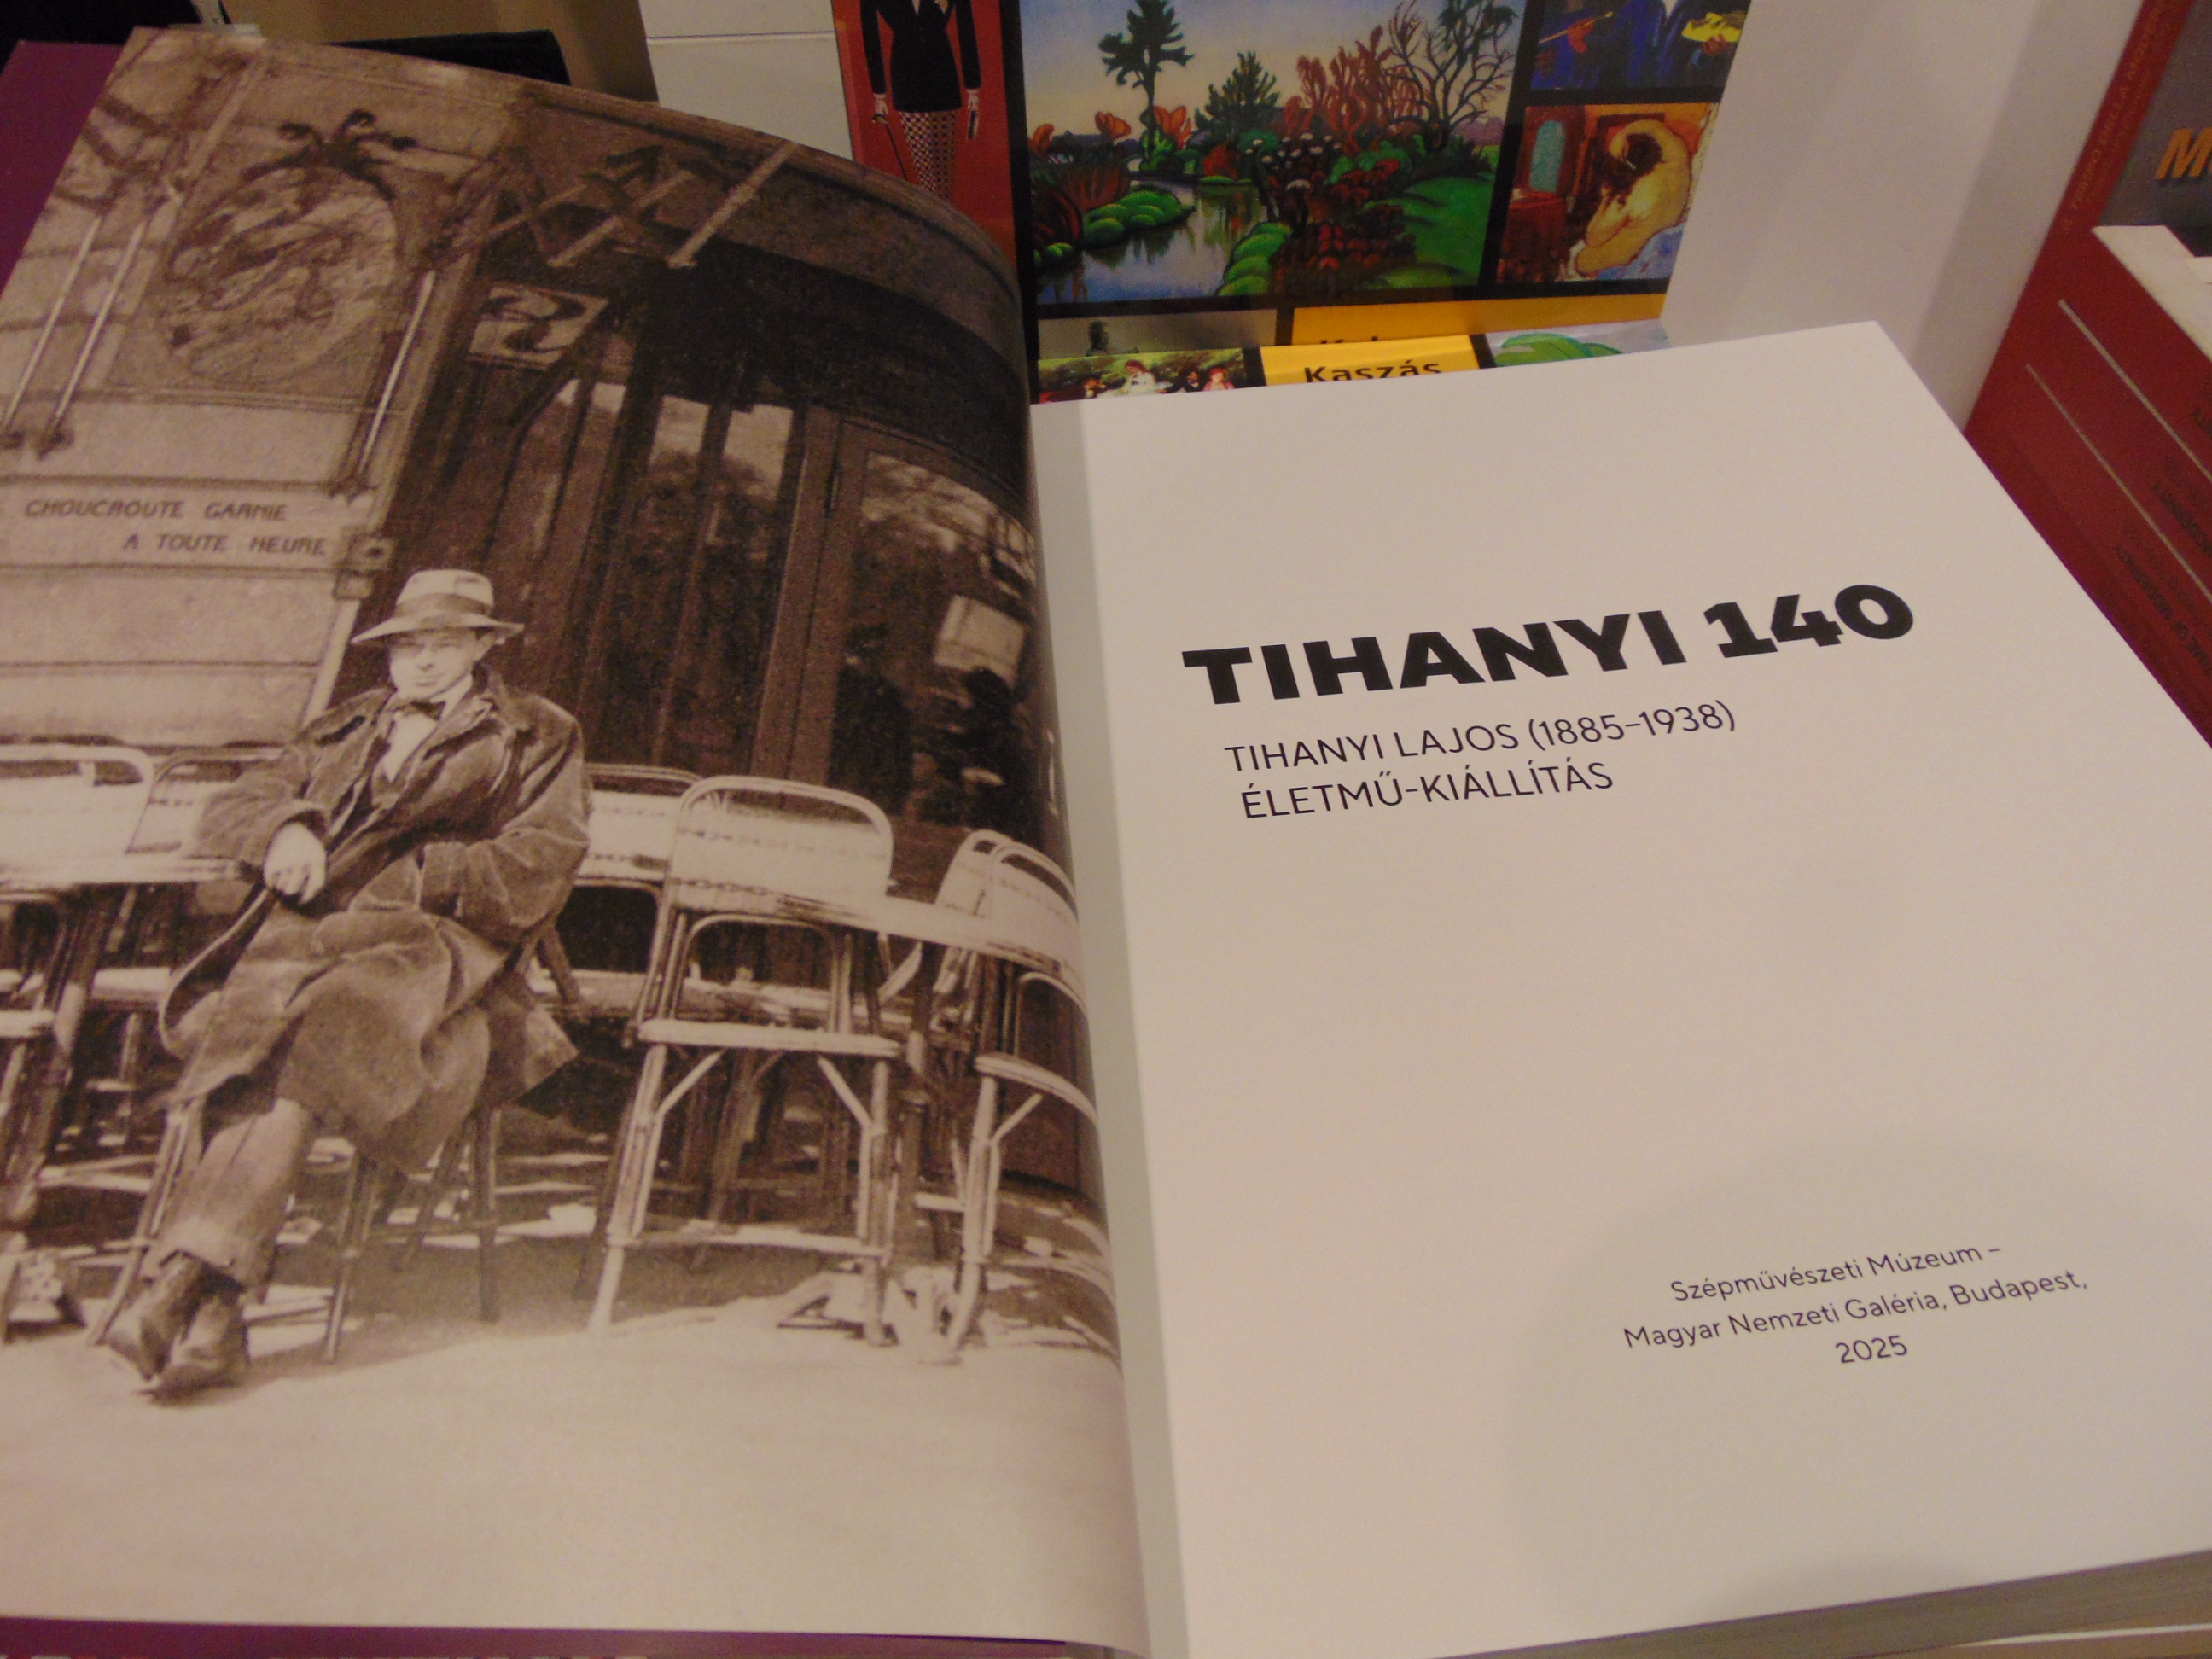 CHOUCROUTE GARNIE
A TOUTE HEURE
Kaszás
TIHANYI 140
TIHANYI LAJOS (1885–1938)
ÉLETMŰ-KIÁLLÍTÁS
Szépművészeti Múzeum –
Magyar Nemzeti Galéria, Budapest,
2025